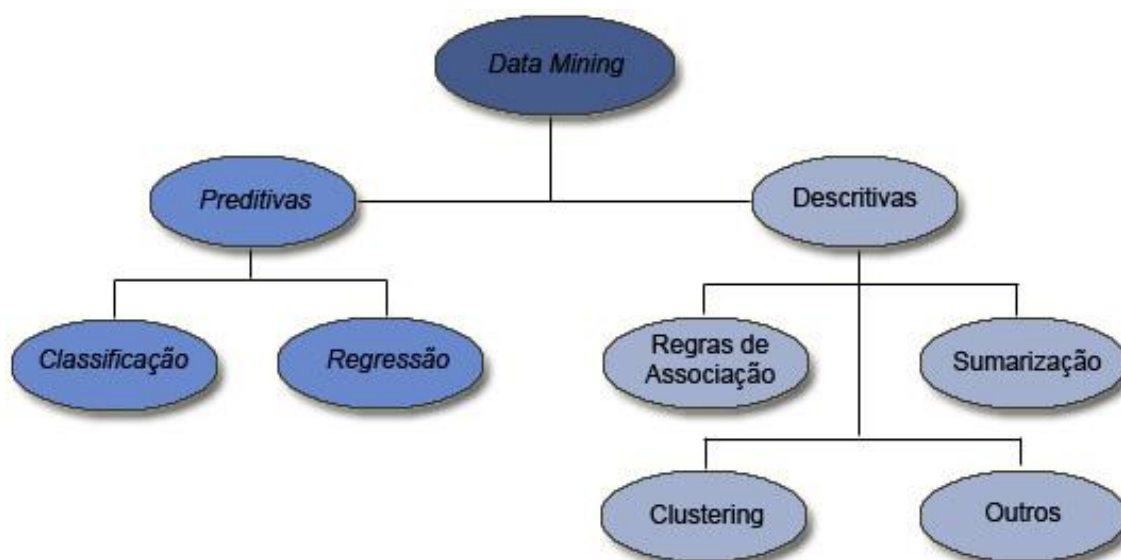 Data Mining
Preditivas
Descritivas
Classificação
Regressão
Regras de
Associação
Sumarização
Clustering
Outros